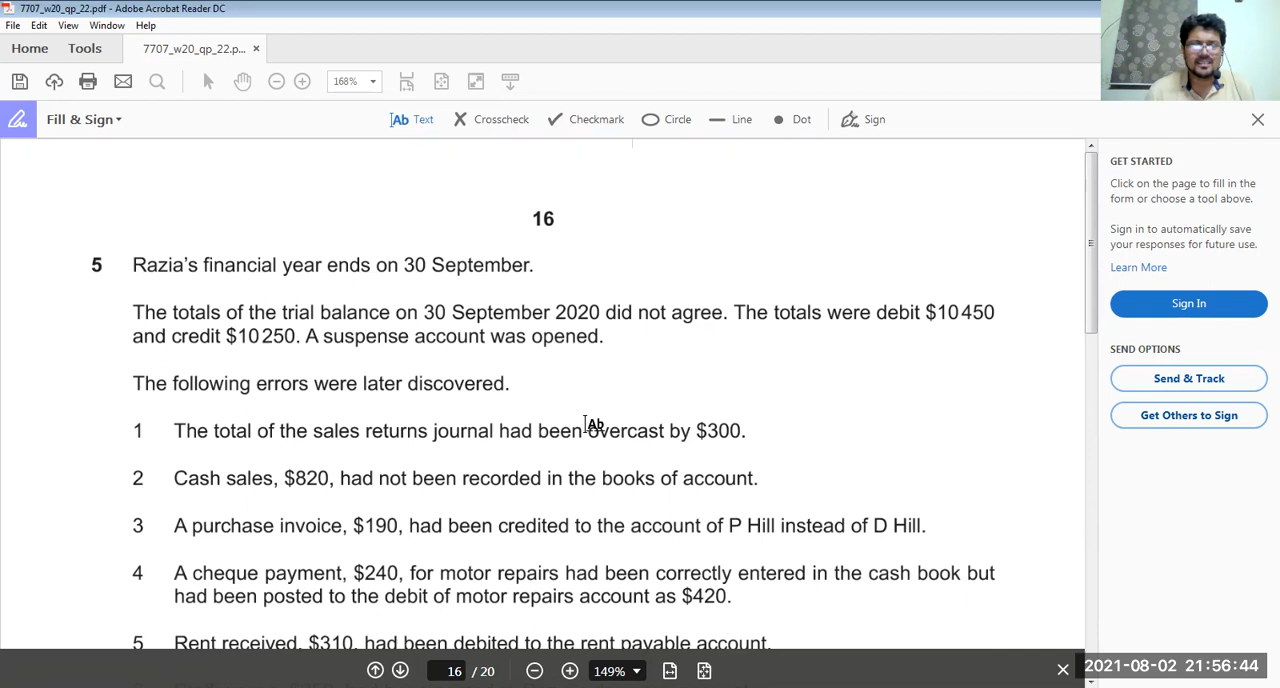 7707_w20_qp_22.pdf - Adobe Acrobat Reader DC
File Edit View Window Help
Home Tools 7707_w20_qp_22.p... ×
168%
Fill & Sign
Ab Text Crosscheck Checkmark Circle Line Dot Sign
16
5 Razia's financial year ends on 30 September.
The totals of the trial balance on 30 September 2020 did not agree. The totals were debit $10450
and credit $10250. A suspense account was opened.
The following errors were later discovered.
1 The total of the sales returns journal had been overcast by $300.
Ab
2 Cash sales, $820, had not been recorded in the books of account.
3 A purchase invoice, $190, had been credited to the account of P Hill instead of D Hill.
4 A cheque payment, $240, for motor repairs had been correctly entered in the cash book but
had been posted to the debit of motor repairs account as $420.
5 Rent received, $310, had been debited to the rent payable account.
GET STARTED
Click on the page to fill in the
form or choose a tool above.
Sign in to automatically save
your responses for future use.
Learn More
Sign In
SEND OPTIONS
Send & Track
Get Others to Sign
16 / 20
149%
2021-08-02 21:56:44